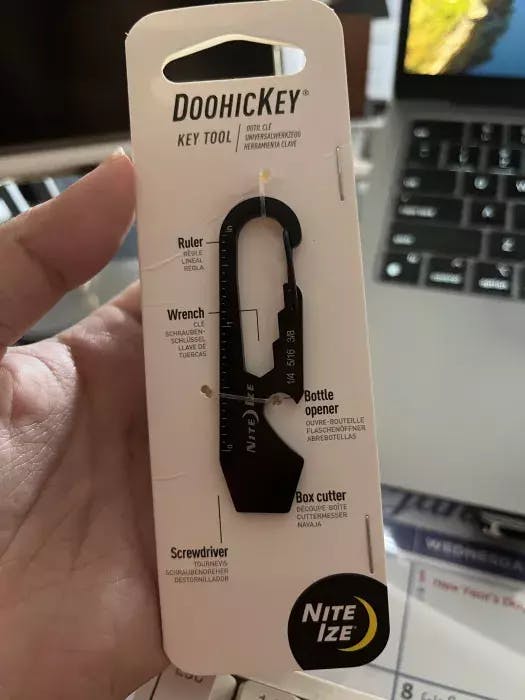 DOOHICKEY®
KEY TOOL
OUTIL CLÉ
UNIVERSALWERKZEUG
HERRAMIENTA CLAVE
Ruler
RÈGLE
LINEAL
REGLA
Wrench
CLÉ
SCHRAUBEN-
SCHLÜSSEL
LLAVE DE
TUERCAS
1/4 5/16 3/8
NITE IZE
Bottle
opener
OUVRE-BOUTEILLE
FLASCHENÖFFNER
ABREBOTELLAS
Box cutter
DÉCOUPE-BOÎTE
CUTTERMESSER
NAVAJA
Screwdriver
TOURNEVIS
SCHRAUBENDREHER
DESTORNILLADOR
NITE
IZE
WEDNESDA
1
8